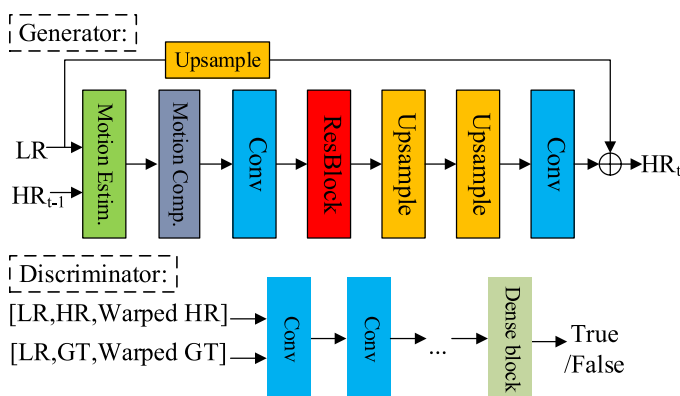 Generator:
Upsample
LR
HRt-1
Motion Estim.
Motion Comp.
Conv
ResBlock
Upsample
Upsample
Conv
HRt
Discriminator:
[LR,HR,Warped HR]
[LR,GT,Warped GT]
Conv
Conv
...
Dense block
True
/False